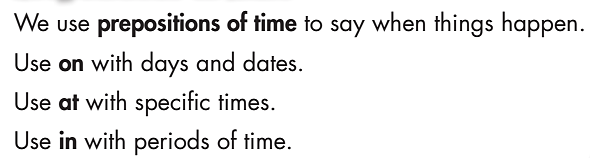 We use prepositions of time to say when things happen.
Use on with days and dates.
Use at with specific times.
Use in with periods of time.